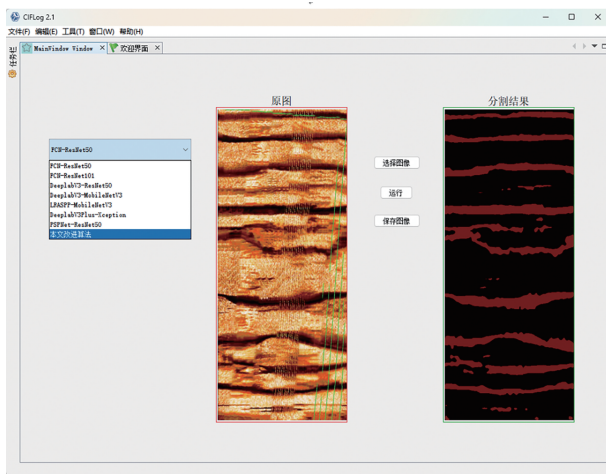 CIFLog 2.1
文件(F) 编辑(E) 工具(T) 窗口(W) 帮助(H)
MainWindow Window 欢迎界面
任务栏
原图 分割结果
FCN-ResNet50
FCN-ResNet50
FCN-ResNet101
DeeplabV3-ResNet50
DeeplabV3-MobileNetV3
LRASPP-MobileNetV3
DeeplabV3Plus-Xception
PSPNet-ResNet50
本文改进算法
选择图像
运行
保存图像